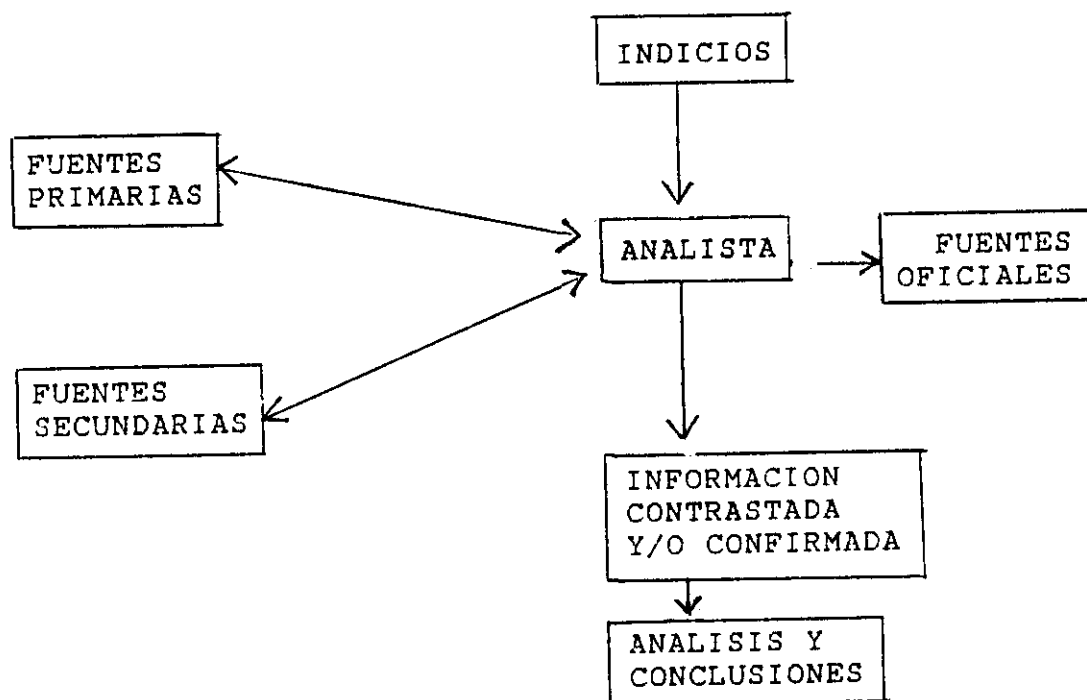 INDICIOS
FUENTES
PRIMARIAS
ANALISTA
FUENTES
OFICIALES
FUENTES
SECUNDARIAS
INFORMACION
CONTRASTADA
Y/O CONFIRMADA
ANALISIS Y
CONCLUSIONES